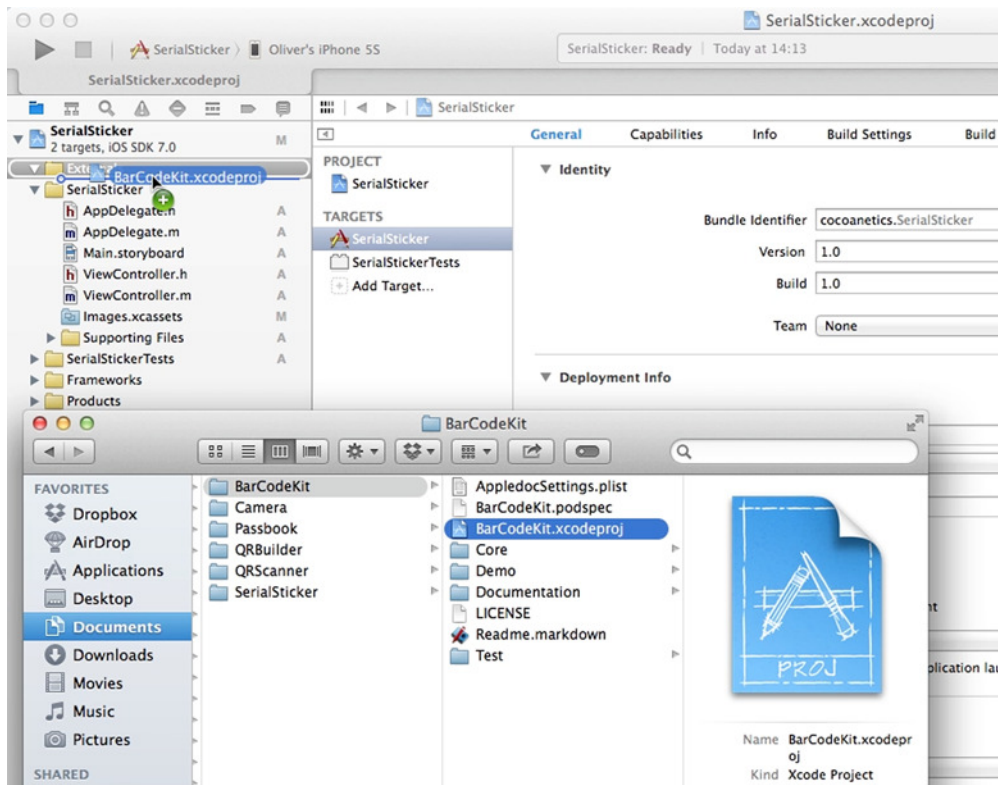 SerialSticker.xcodeproj
SerialSticker
Oliver's iPhone 5S
SerialSticker: Ready | Today at 14:13
SerialSticker.xcodeproj
SerialSticker
SerialSticker
2 targets, iOS SDK 7.0
M
BarCodeKit.xcodeproj
SerialSticker
AppDelegate.h A
AppDelegate.m A
Main.storyboard A
ViewController.h A
ViewController.m A
Images.xcassets M
Supporting Files A
SerialStickerTests A
Frameworks
Products
General Capabilities Info Build Settings Build
PROJECT
SerialSticker
TARGETS
SerialSticker
SerialStickerTests
Add Target...
Identity
Bundle Identifier cocoanetics.SerialSticker
Version 1.0
Build 1.0
Team None
Deployment Info
BarCodeKit
FAVORITES
Dropbox
AirDrop
Applications
Desktop
Documents
Downloads
Movies
Music
Pictures
SHARED
BarCodeKit
Camera
Passbook
QRBuilder
QRScanner
SerialSticker
AppledocSettings.plist
BarCodeKit.podspec
BarCodeKit.xcodeproj
Core
Demo
Documentation
LICENSE
Readme.markdown
Test
PROJ
Name BarCodeKit.xcodepr
oj
Kind Xcode Project